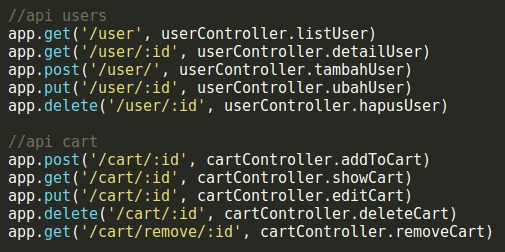 //api users
app.get('/user', userController.listUser)
app.get('/user/:id', userController.detailUser)
app.post('/user/', userController.tambahUser)
app.put('/user/:id', userController.ubahUser)
app.delete('/user/:id', userController.hapusUser)

//api cart
app.post('/cart/:id', cartController.addToCart)
app.get('/cart/:id', cartController.showCart)
app.put('/cart/:id', cartController.editCart)
app.delete('/cart/:id', cartController.deleteCart)
app.get('/cart/remove/:id', cartController.removeCart)